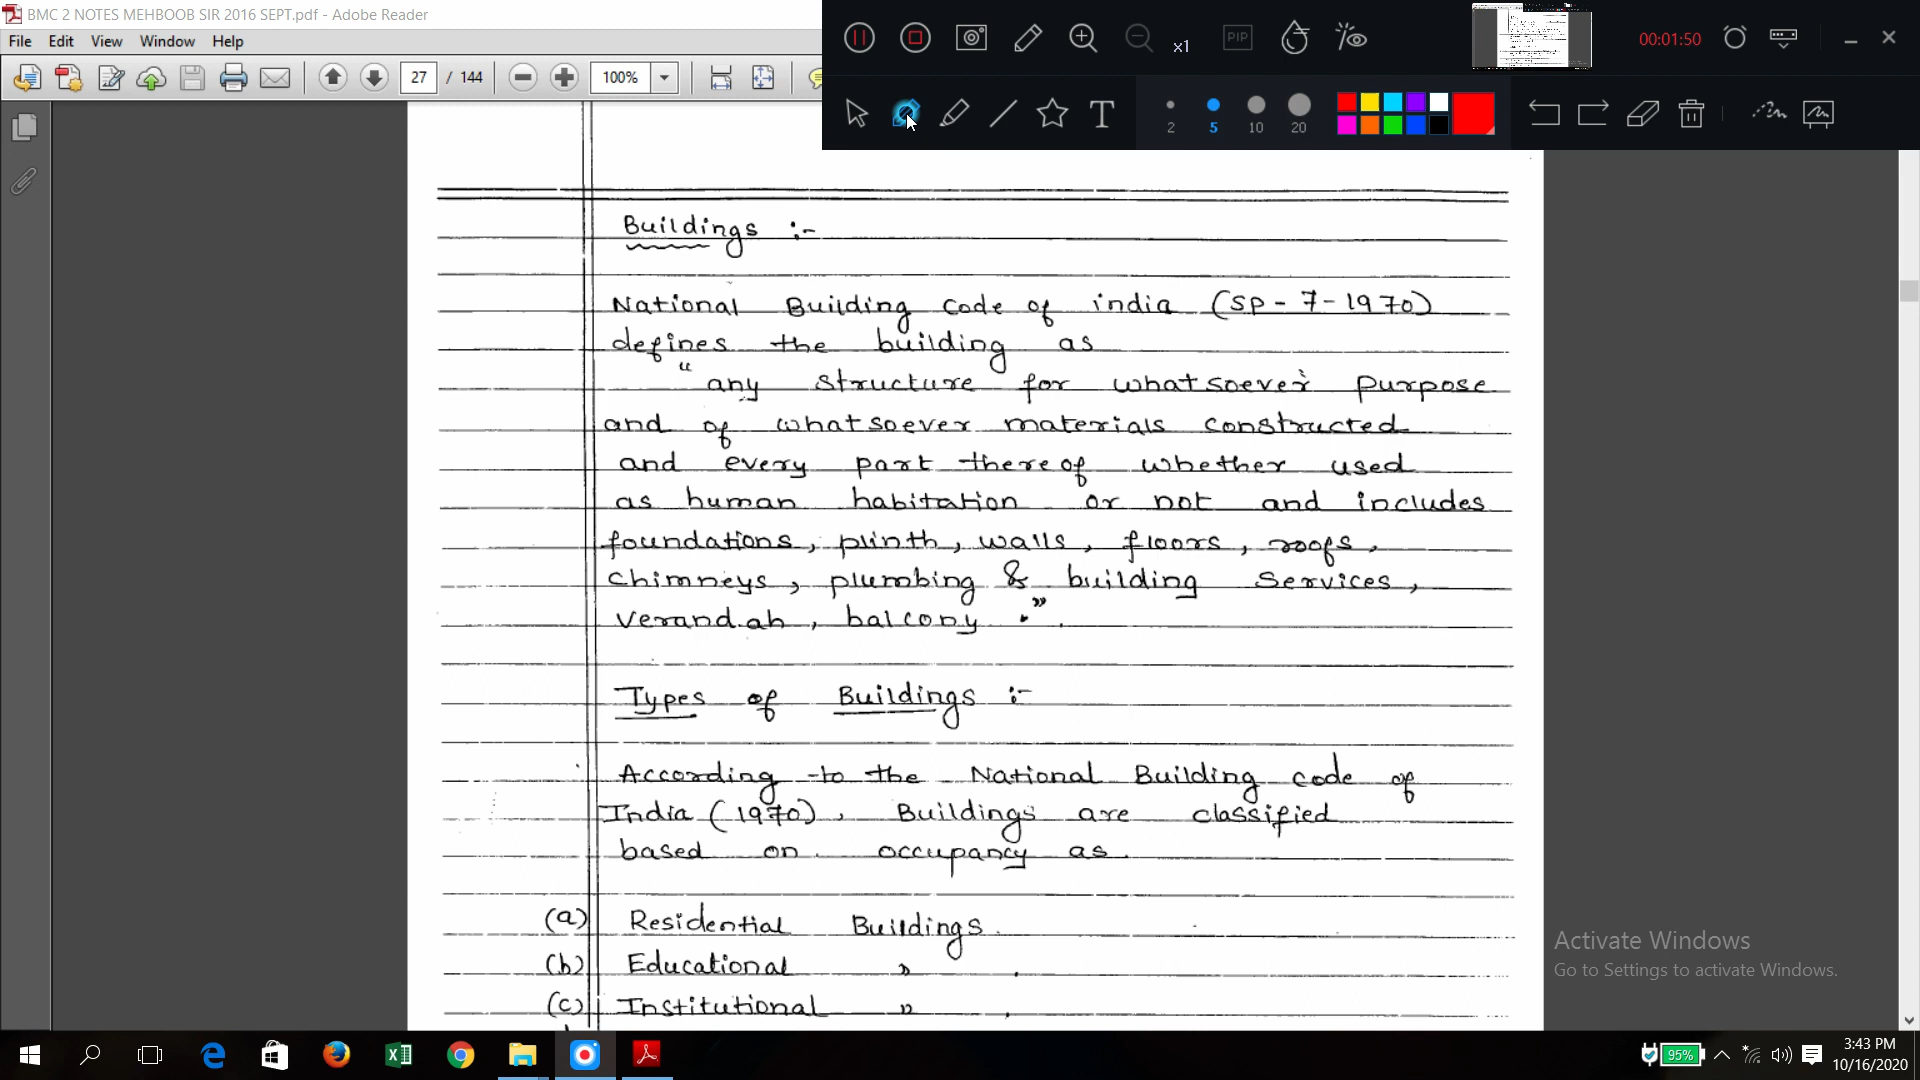 BMC 2 NOTES MEHBOOB SIR 2016 SEPT.pdf - Adobe Reader
File Edit View Window Help
27 / 144 100%
x1 PIP 00:01:50
T 2 5 10 20
Buildings :-
National Building Code of india (SP - 7 - 1970)
defines the building as
" any structure for whatsoever purpose
and of whatsoever materials constructed
and every part thereof whether used
as human habitation or not and includes
foundations, plinth, walls, floors, roofs,
chimneys, plumbing & building services,
verandah, balcony ."
Types of Buildings :-
According to the National Building code of
India (1970), Buildings are classified
based on occupancy as
(a) Residential Buildings.
(b) Educational "
(c) Institutional "
Activate Windows
Go to Settings to activate Windows.
95% 3:43 PM
10/16/2020